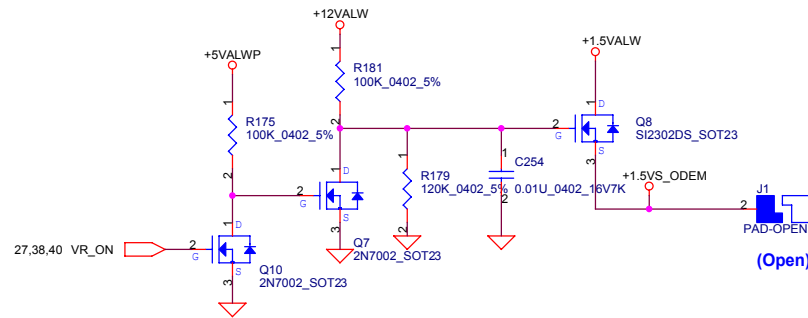 +12VALW
+1.5VALW
+5VALWP
1
R181
100K_0402_5%
1
R175
100K_0402_5%
2
1
D
2
G
Q8
SI2302DS_SOT23
S
3
2
1
D
2
G
S
3
Q7
2N7002_SOT23
1
R179
120K_0402_5%
2
1
C254
0.01U_0402_16V7K
2
+1.5VS_ODEM
J1
2
PAD-OPEN
(Open)
27,38,40 VR_ON
1
D
2
G
S
3
Q10
2N7002_SOT23